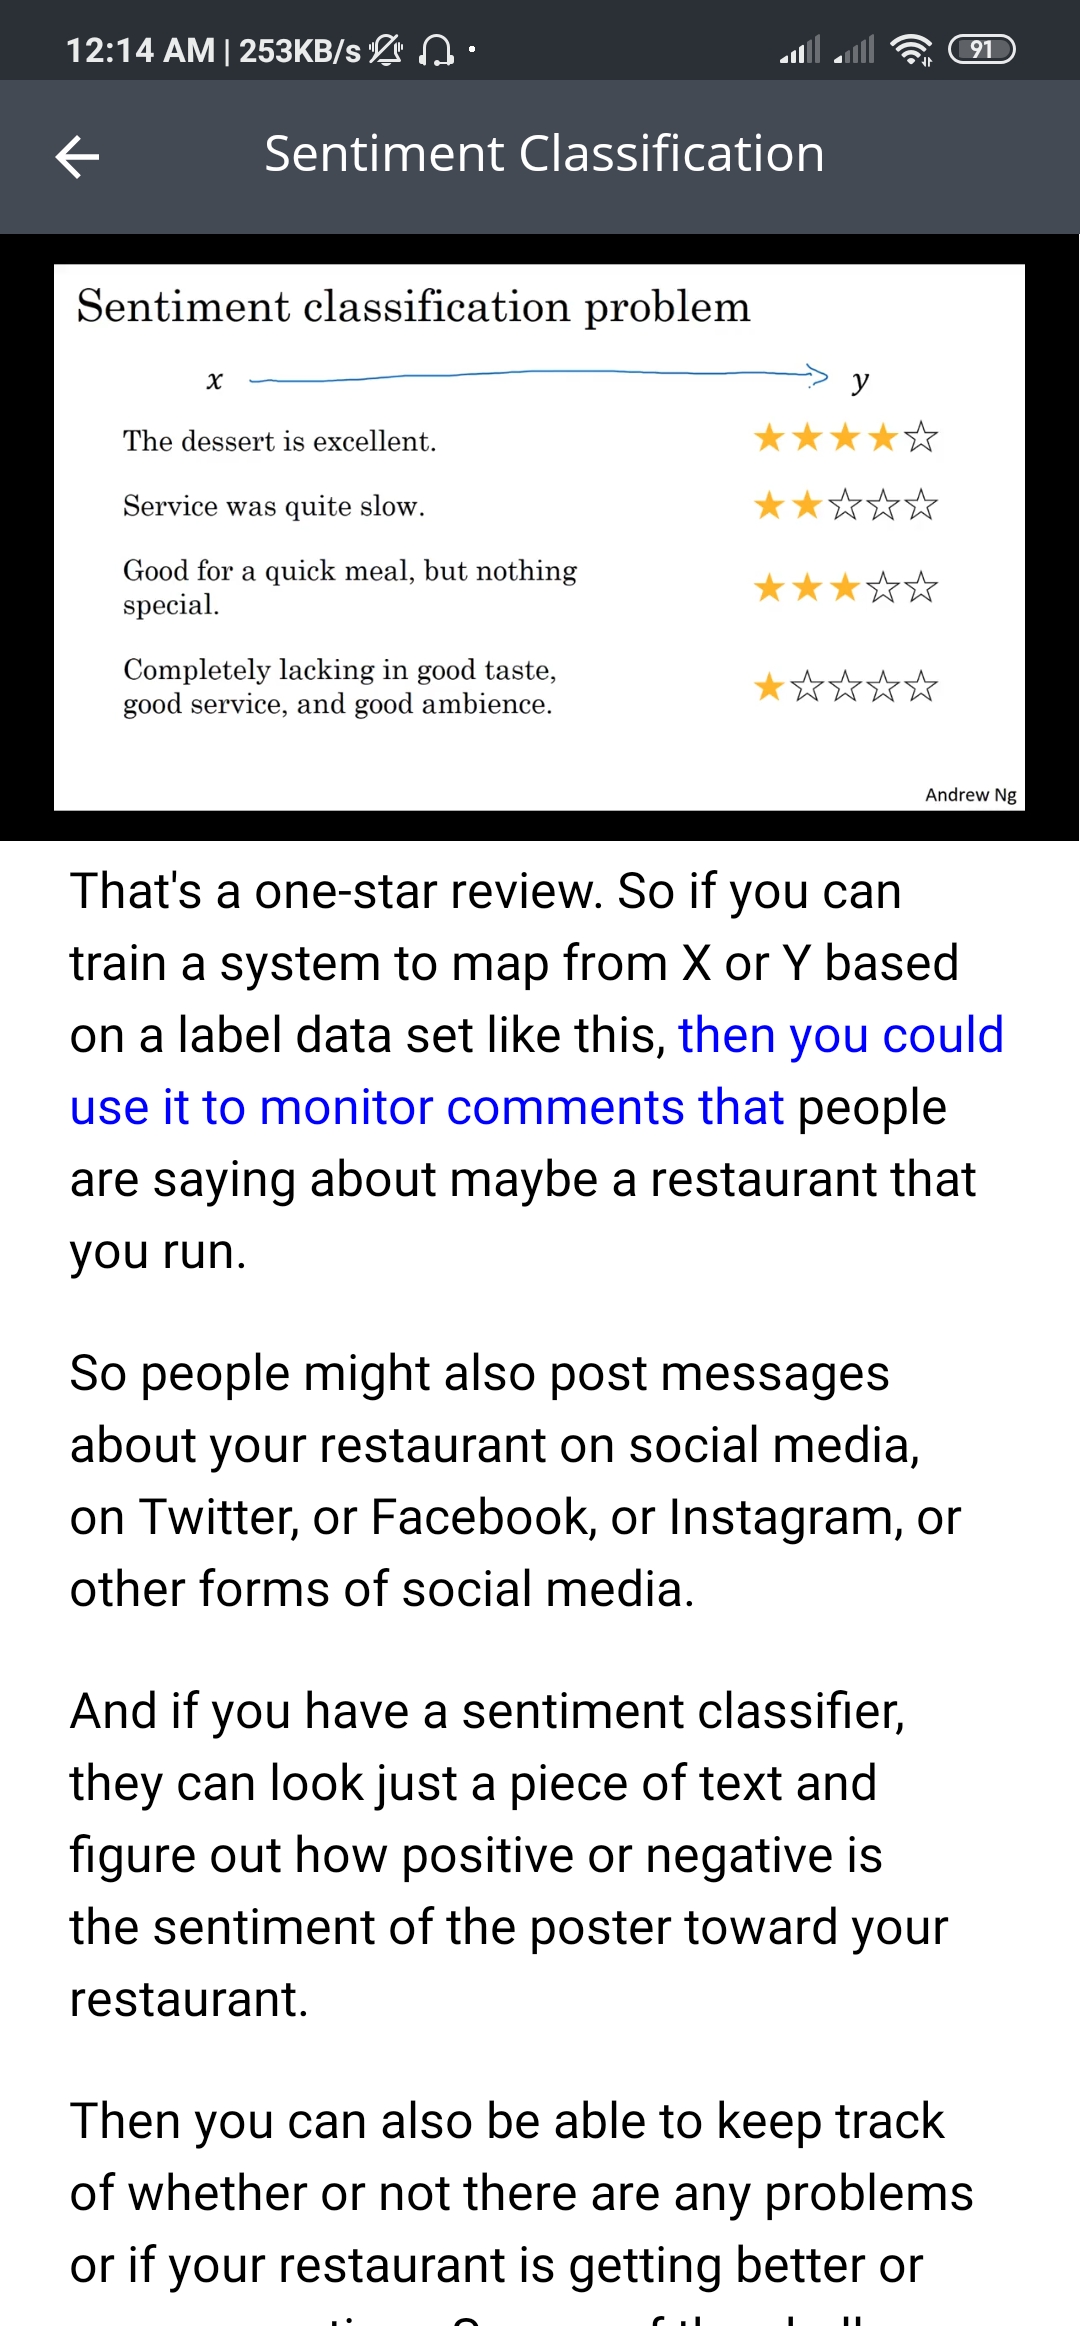 12:14 AM | 253KB/s
91
Sentiment Classification
Sentiment classification problem
x y
The dessert is excellent.
Service was quite slow.
Good for a quick meal, but nothing
special.
Completely lacking in good taste,
good service, and good ambience.
Andrew Ng
That's a one-star review. So if you can
train a system to map from X or Y based
on a label data set like this, then you could
use it to monitor comments that people
are saying about maybe a restaurant that
you run.
So people might also post messages
about your restaurant on social media,
on Twitter, or Facebook, or Instagram, or
other forms of social media.
And if you have a sentiment classifier,
they can look just a piece of text and
figure out how positive or negative is
the sentiment of the poster toward your
restaurant.
Then you can also be able to keep track
of whether or not there are any problems
or if your restaurant is getting better or